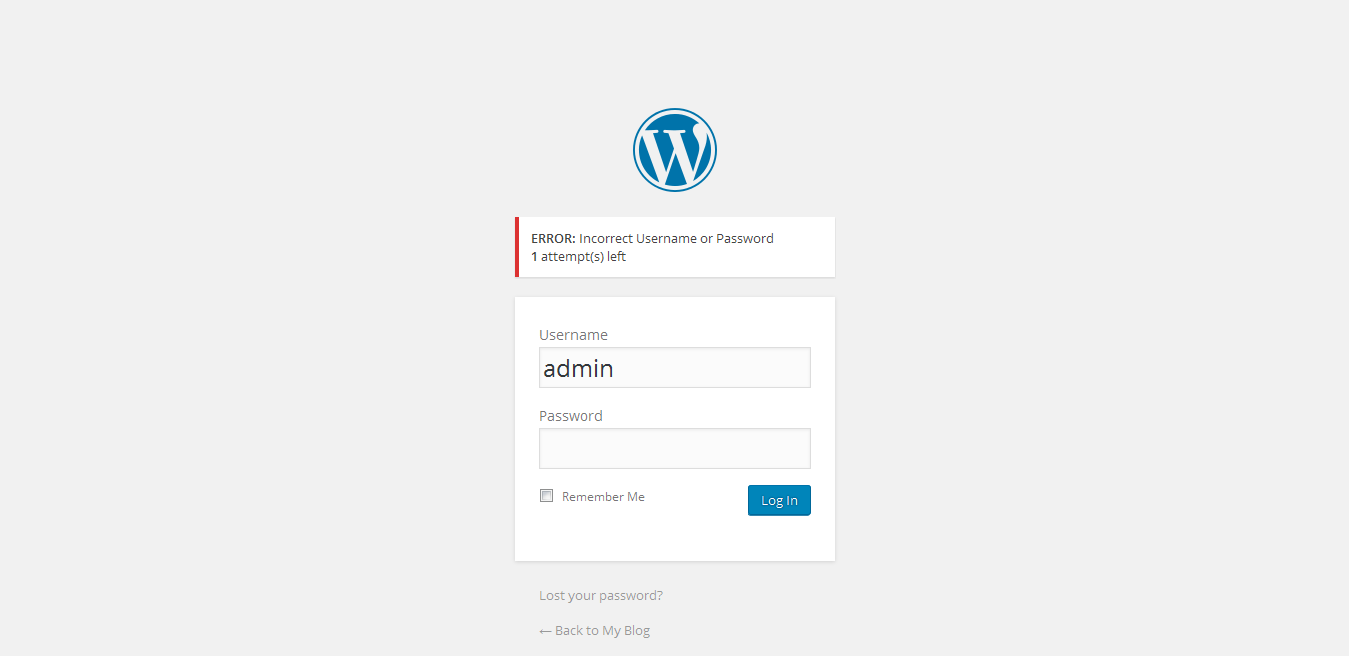 ERROR: Incorrect Username or Password
1 attempt(s) left
Username
admin
Password
Remember Me
Log In
Lost your password?
← Back to My Blog